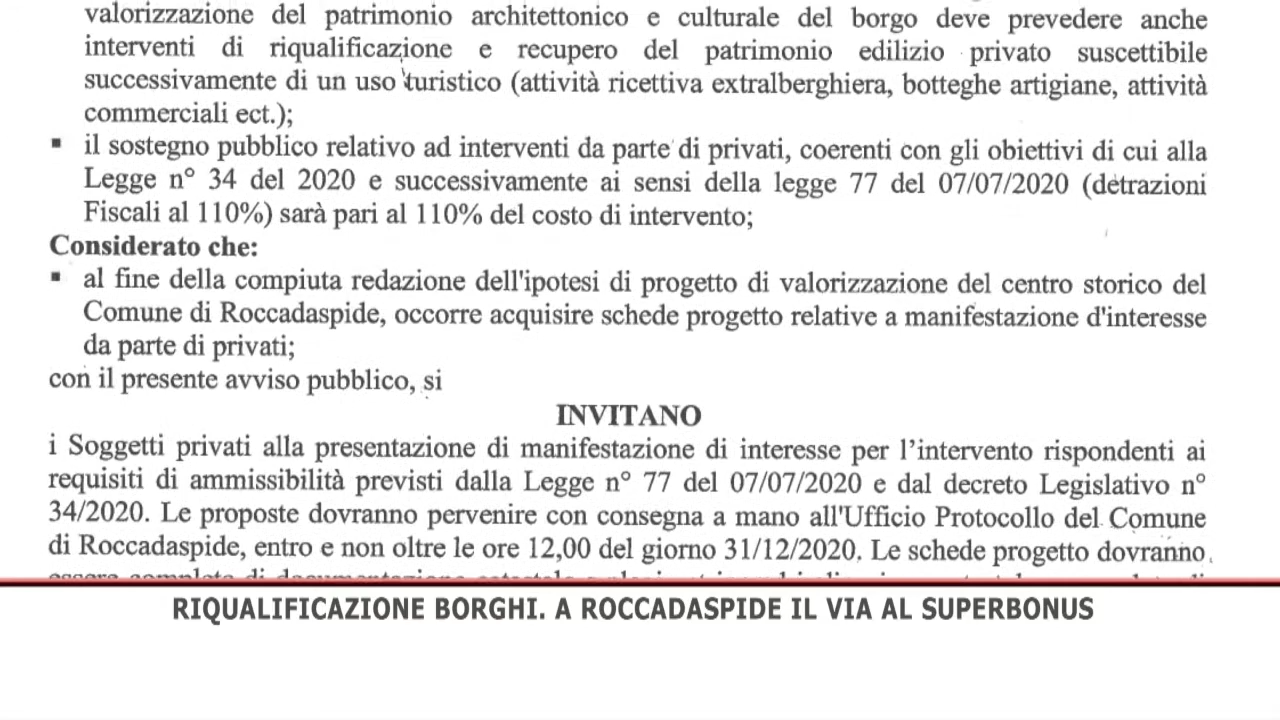 valorizzazione del patrimonio architettonico e culturale del borgo deve prevedere anche
interventi di riqualificazione e recupero del patrimonio edilizio privato suscettibile
successivamente di un uso turistico (attività ricettiva extralberghiera, botteghe artigiane, attività
commerciali ect.);
▪ il sostegno pubblico relativo ad interventi da parte di privati, coerenti con gli obiettivi di cui alla
Legge n° 34 del 2020 e successivamente ai sensi della legge 77 del 07/07/2020 (detrazioni
Fiscali al 110%) sarà pari al 110% del costo di intervento;
Considerato che:
▪ al fine della compiuta redazione dell'ipotesi di progetto di valorizzazione del centro storico del
Comune di Roccadaspide, occorre acquisire schede progetto relative a manifestazione d'interesse
da parte di privati;
con il presente avviso pubblico, si
INVITANO
i Soggetti privati alla presentazione di manifestazione di interesse per l’intervento rispondenti ai
requisiti di ammissibilità previsti dalla Legge n° 77 del 07/07/2020 e dal decreto Legislativo n°
34/2020. Le proposte dovranno pervenire con consegna a mano all'Ufficio Protocollo del Comune
di Roccadaspide, entro e non oltre le ore 12,00 del giorno 31/12/2020. Le schede progetto dovranno
RIQUALIFICAZIONE BORGHI. A ROCCADASPIDE IL VIA AL SUPERBONUS